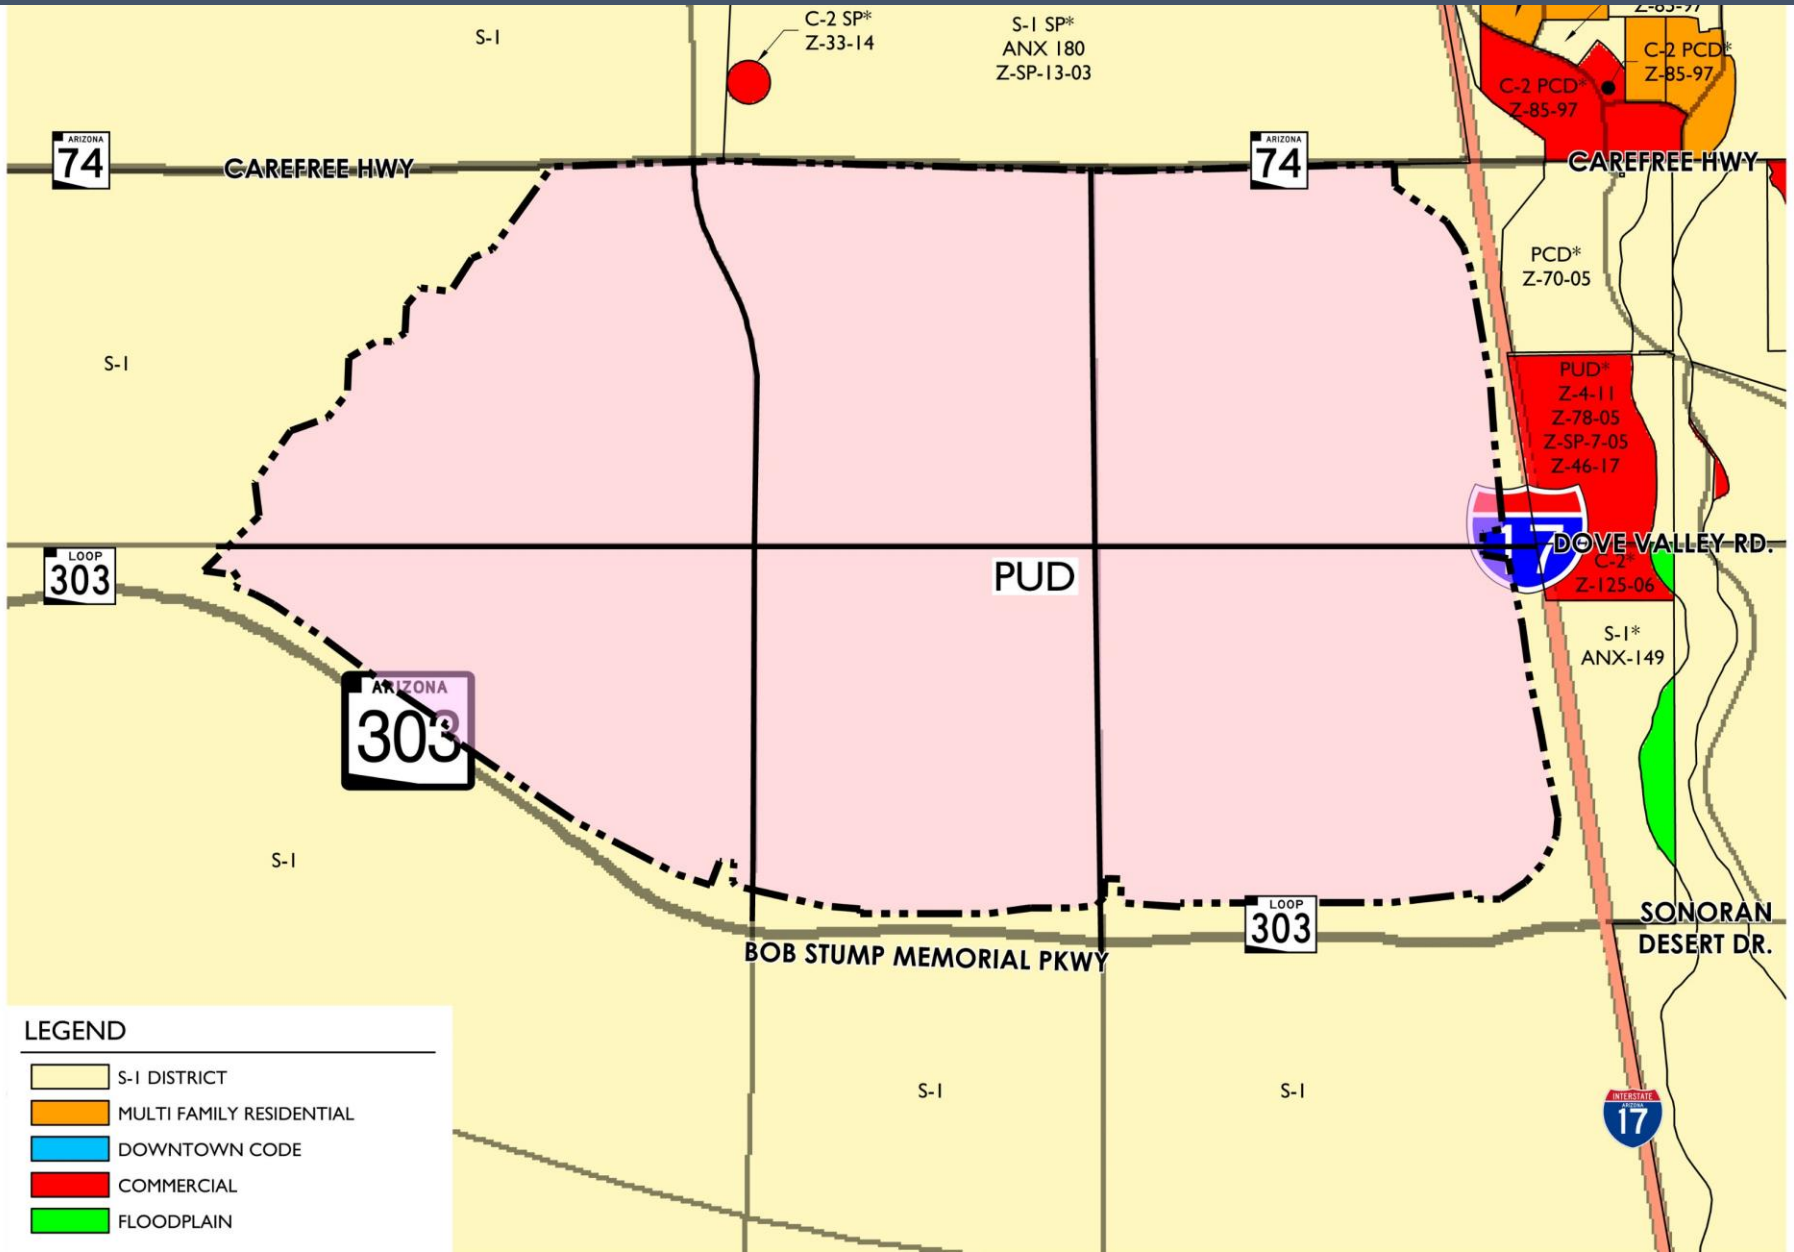 Z-85-97
C-2 SP*
Z-33-14
S-1
S-1 SP*
ANX 180
Z-SP-13-03
C-2 PCD*
Z-85-97
C-2 PCD*
Z-85-97
ARIZONA
74
CAREFREE HWY
ARIZONA
74
CAREFREE HWY
PCD*
Z-70-05
S-1
PUD*
Z-4-11
Z-78-05
Z-SP-7-05
Z-46-17
17
DOVE VALLEY RD.
LOOP
303
PUD
C-2*
Z-125-06
S-1*
ANX-149
ARIZONA
303
S-1
LOOP
303
SONORAN
DESERT DR.
BOB STUMP MEMORIAL PKWY
LEGEND
S-1 DISTRICT
MULTI FAMILY RESIDENTIAL
DOWNTOWN CODE
COMMERCIAL
FLOODPLAIN
S-1
S-1
INTERSTATE
ARIZONA
17